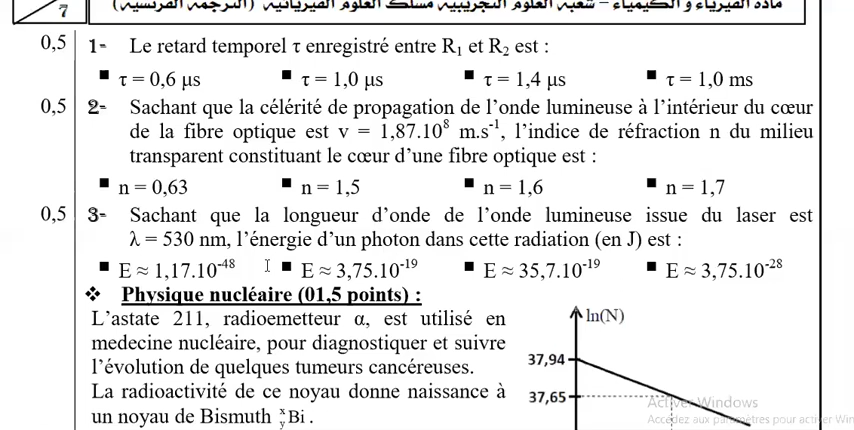 7
مادة الفيزياء و الكيمياء – شعبة العلوم التجريبية مسلك العلوم الفيزيائية (الترجمة الفرنسية)
0,5 1- Le retard temporel τ enregistré entre R₁ et R₂ est :
▪ τ = 0,6 µs ▪ τ = 1,0 µs ▪ τ = 1,4 µs ▪ τ = 1,0 ms
0,5 2- Sachant que la célérité de propagation de l’onde lumineuse à l’intérieur du cœur
de la fibre optique est v = 1,87.10⁸ m.s⁻¹, l’indice de réfraction n du milieu
transparent constituant le cœur d’une fibre optique est :
▪ n = 0,63 ▪ n = 1,5 ▪ n = 1,6 ▪ n = 1,7
0,5 3- Sachant que la longueur d’onde de l’onde lumineuse issue du laser est
λ = 530 nm, l’énergie d’un photon dans cette radiation (en J) est :
▪ E ≈ 1,17.10⁻⁴⁸ ▪ E ≈ 3,75.10⁻¹⁹ ▪ E ≈ 35,7.10⁻¹⁹ ▪ E ≈ 3,75.10⁻²⁸
❖ Physique nucléaire (01,5 points) :
L’astate 211, radioemetteur α, est utilisé en
medecine nucléaire, pour diagnostiquer et suivre
l’évolution de quelques tumeurs cancéreuses.
La radioactivité de ce noyau donne naissance à
un noyau de Bismuth ˣᵧBi .
ln(N)
37,94
37,65
Activer Windows
Accédez aux paramètres pour activer Win